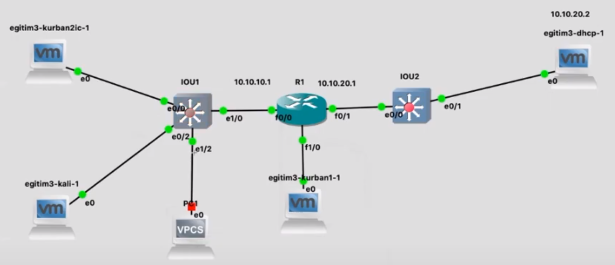 10.10.20.2
egitim3-kurban2ic-1
egitim3-dhcp-1
vm
e0
IOU1
10.10.10.1
R1
10.10.20.1
IOU2
vm
e0
e0/0
e1/0
f0/0
f0/1
e0/0
e0/1
e0/2
e1/2
f1/0
egitim3-kali-1
egitim3-kurban1-1
e0
vm
PC1
e0
e0
vm
VPCS